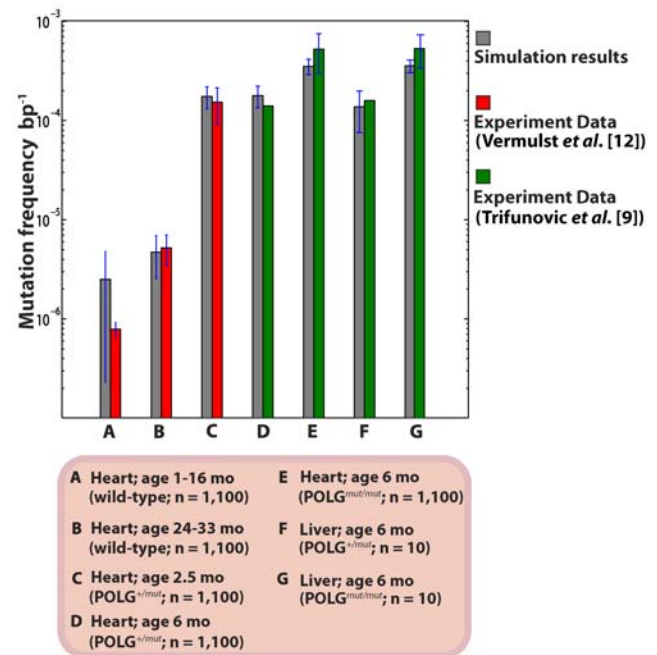 10⁻³
10⁻⁴
10⁻⁵
10⁻⁶
Mutation frequency bp⁻¹
A B C D E F G
Simulation results
Experiment Data
(Vermulst et al. [12])
Experiment Data
(Trifunovic et al. [9])
A Heart; age 1-16 mo
(wild-type; n = 1,100)
B Heart; age 24-33 mo
(wild-type; n = 1,100)
C Heart; age 2.5 mo
(POLG+/mut; n = 1,100)
D Heart; age 6 mo
(POLG+/mut; n = 1,100)
E Heart; age 6 mo
(POLGmut/mut; n = 1,100)
F Liver; age 6 mo
(POLG+/mut; n = 10)
G Liver; age 6 mo
(POLGmut/mut; n = 10)